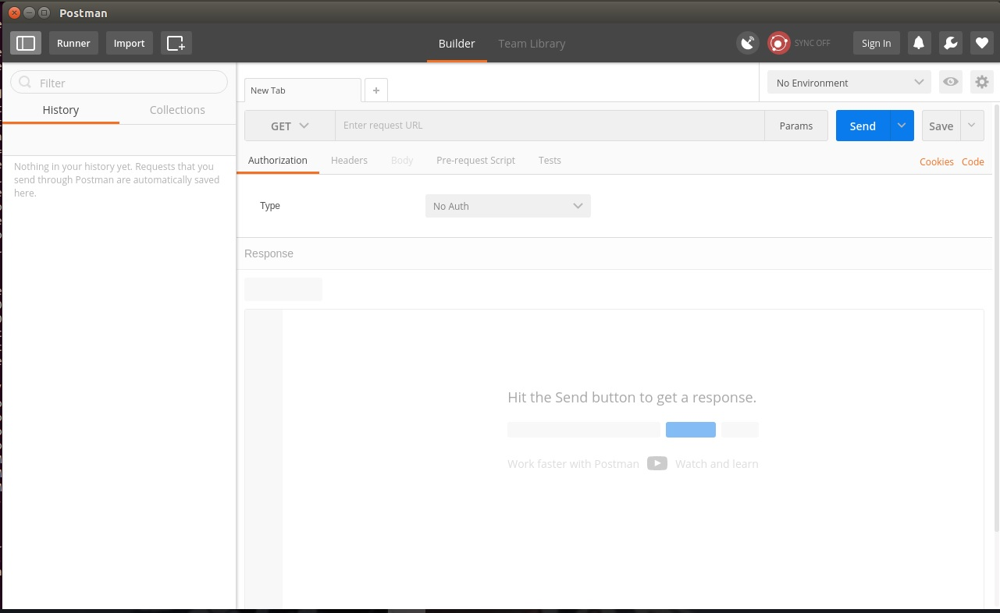 Postman
Runner Import Builder Team Library SYNC OFF Sign In
Filter
New Tab + No Environment
History Collections
GET Enter request URL Params Send Save
Authorization Headers Body Pre-request Script Tests Cookies Code
Nothing in your history yet. Requests that you
send through Postman are automatically saved
here.
Type No Auth
Response
Hit the Send button to get a response.
Work faster with Postman Watch and learn